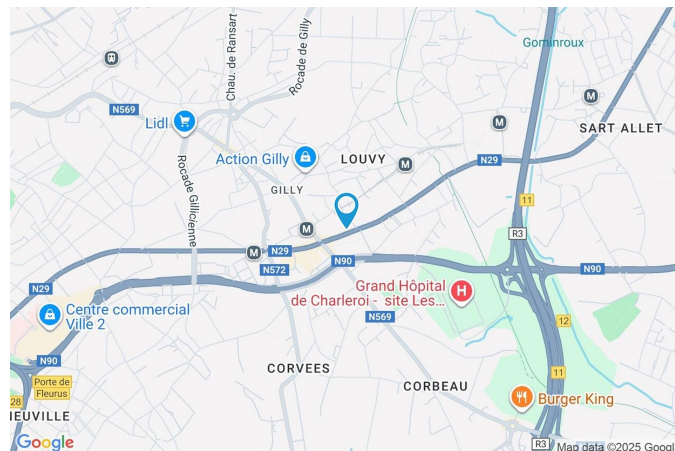 Gominroux
Chau. de Ransart
Rocade de Gilly
M
N569
Lidl
M
SART ALLET
Action Gilly
LOUVY
M
N29
Rocade Gillicienne
GILLY
11
M
R3
M
N29
N90
N572
N90
N29
Grand Hôpital
de Charleroi - site Les…
H
Centre commercial
Ville 2
N569
12
N90
CORVEES
11
Porte de
Fleurus
CORBEAU
28
NEUVILLE
Burger King
Google
R3
Map data ©2025 Googl